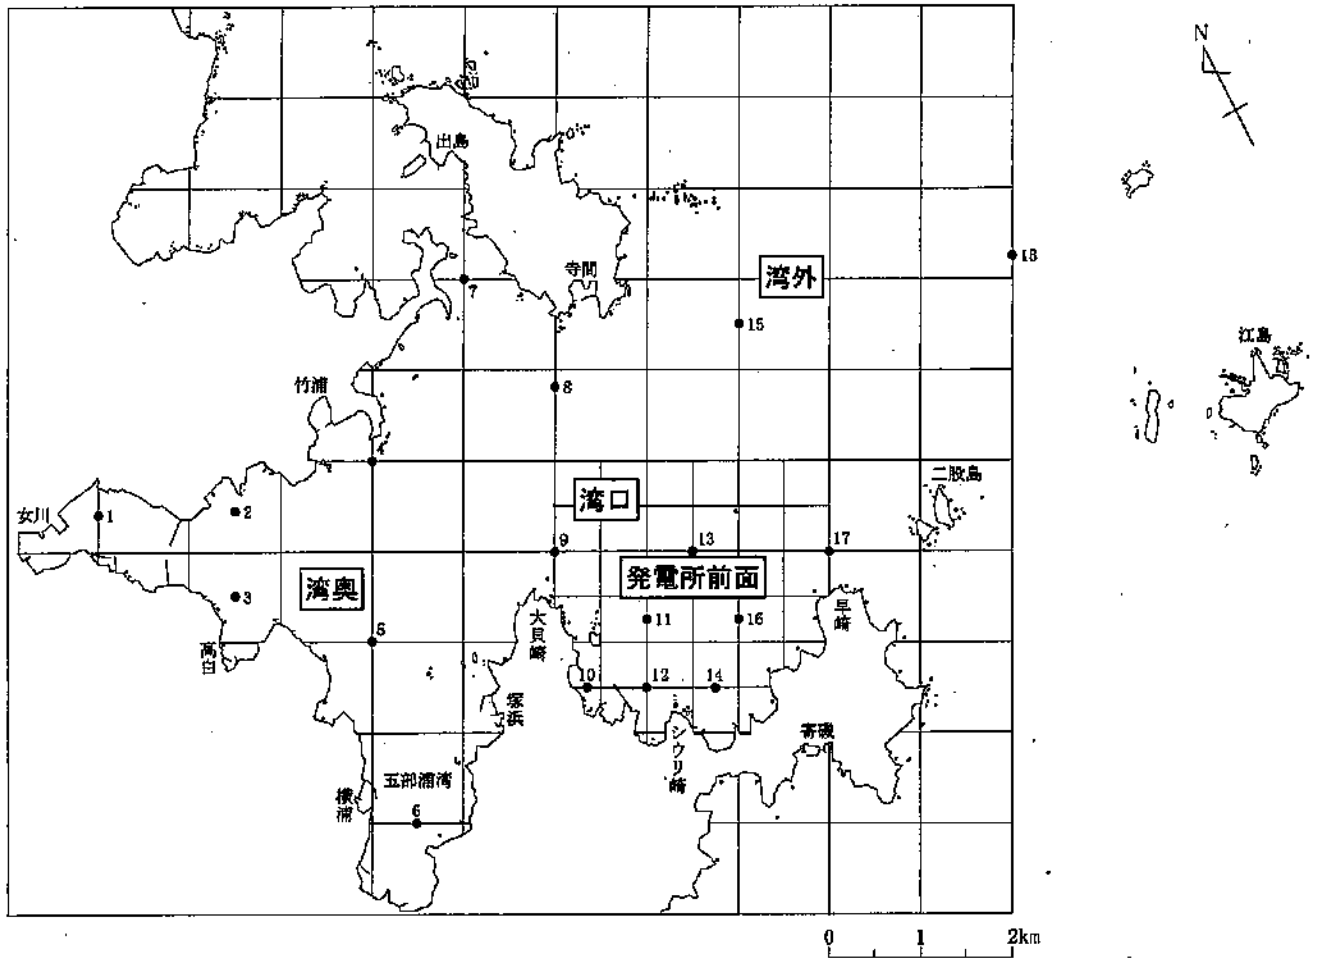 N
出島
寺間
湾外
18
7
15
江島
竹浦
8
4
二股島
湾口
女川
1
2
9
13
17
発電所前面
湾奥
3
大貝崎
11
16
早崎
5
高白
10
12
14
塚浜
シウリ崎
寄磯
五部浦湾
横浦
6
0
1
2km